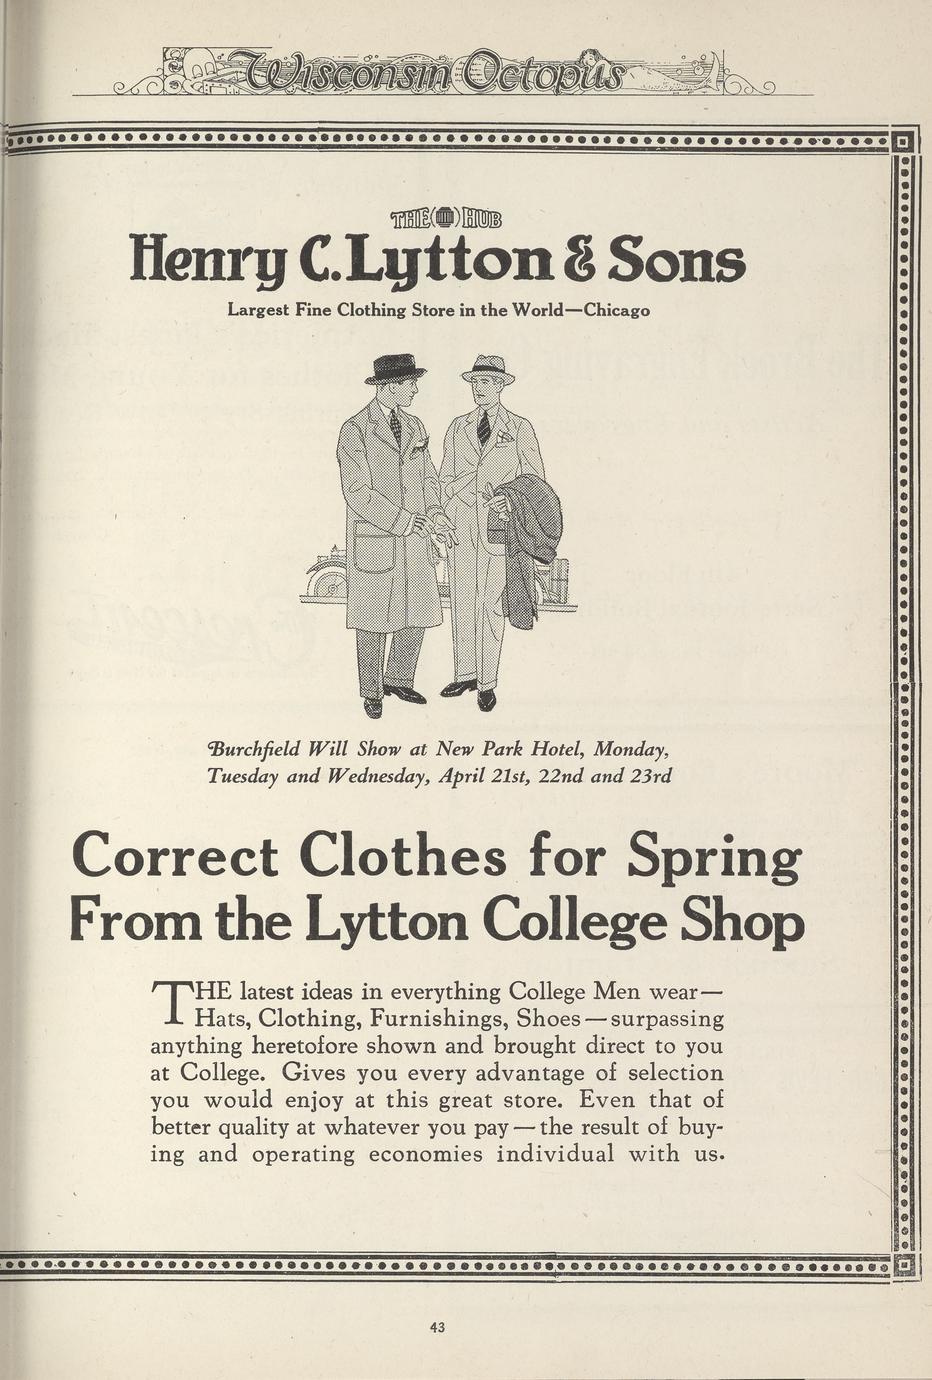 Wisconsin Octopus
THE HUB
Henry C. Lytton & Sons
Largest Fine Clothing Store in the World—Chicago
Burchfield Will Show at New Park Hotel, Monday,
Tuesday and Wednesday, April 21st, 22nd and 23rd
Correct Clothes for Spring
From the Lytton College Shop
THE latest ideas in everything College Men wear—
Hats, Clothing, Furnishings, Shoes—surpassing
anything heretofore shown and brought direct to you
at College. Gives you every advantage of selection
you would enjoy at this great store. Even that of
better quality at whatever you pay—the result of buy-
ing and operating economies individual with us.
43